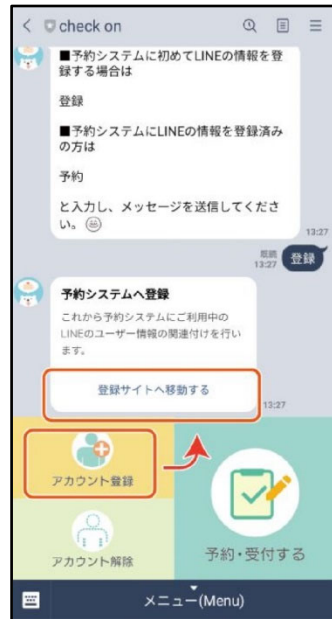 check on
■予約システムに初めてLINEの情報を登
録する場合は
登録
■予約システムにLINEの情報を登録済み
の方は
予約
と入力し、メッセージを送信してくださ
い。
13:27
既読
13:27
登録
予約システムへ登録
これから予約システムにご利用中の
LINEのユーザー情報の関連付けを行い
ます。
登録サイトへ移動する
13:27
アカウント登録
アカウント解除
予約・受付する
メニュー(Menu)